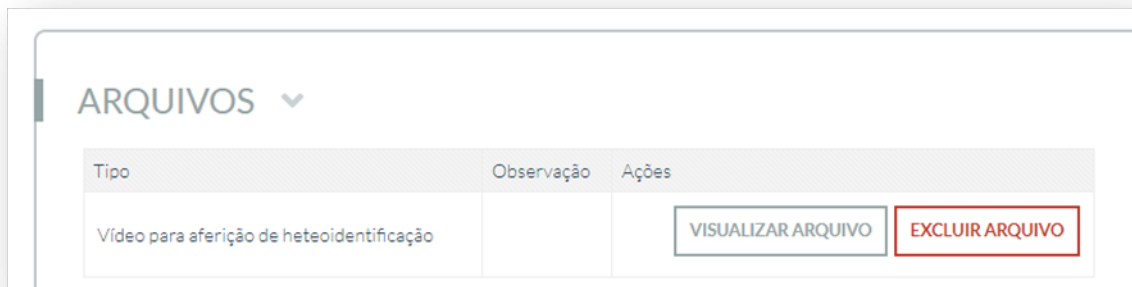 ARQUIVOS
Tipo Observação Ações
Vídeo para aferição de heteoidentificação VISUALIZAR ARQUIVO EXCLUIR ARQUIVO